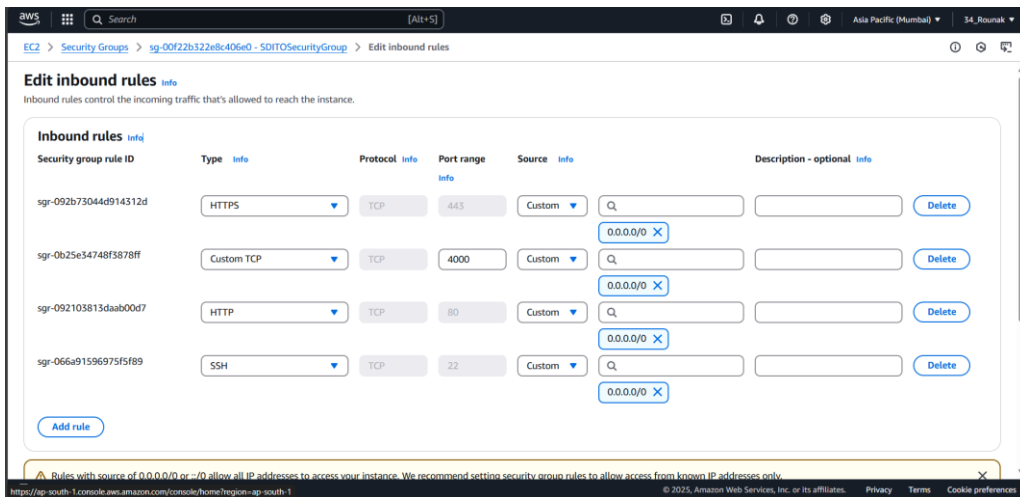 aws Search [Alt+S] Asia Pacific (Mumbai) 34_Rounak
EC2 > Security Groups > sg-00f22b322e8c406e0 - SDITOSecurityGroup > Edit inbound rules
Edit inbound rules Info
Inbound rules control the incoming traffic that's allowed to reach the instance.
Inbound rules Info
Security group rule ID Type Info Protocol Info Port range Info Source Info Description - optional Info
sgr-092b73044d914312d HTTPS TCP 443 Custom Delete
0.0.0.0/0
sgr-0b25e34748f3878ff Custom TCP TCP 4000 Custom Delete
0.0.0.0/0
sgr-092103813daab00d7 HTTP TCP 80 Custom Delete
0.0.0.0/0
sgr-066a91596975f5f89 SSH TCP 22 Custom Delete
0.0.0.0/0
Add rule
Rules with source of 0.0.0.0/0 or ::/0 allow all IP addresses to access your instance. We recommend setting security group rules to allow access from known IP addresses only.
https://ap-south-1.console.aws.amazon.com/console/home?region=ap-south-1 © 2025, Amazon Web Services, Inc. or its affiliates. Privacy Terms Cookie preferences